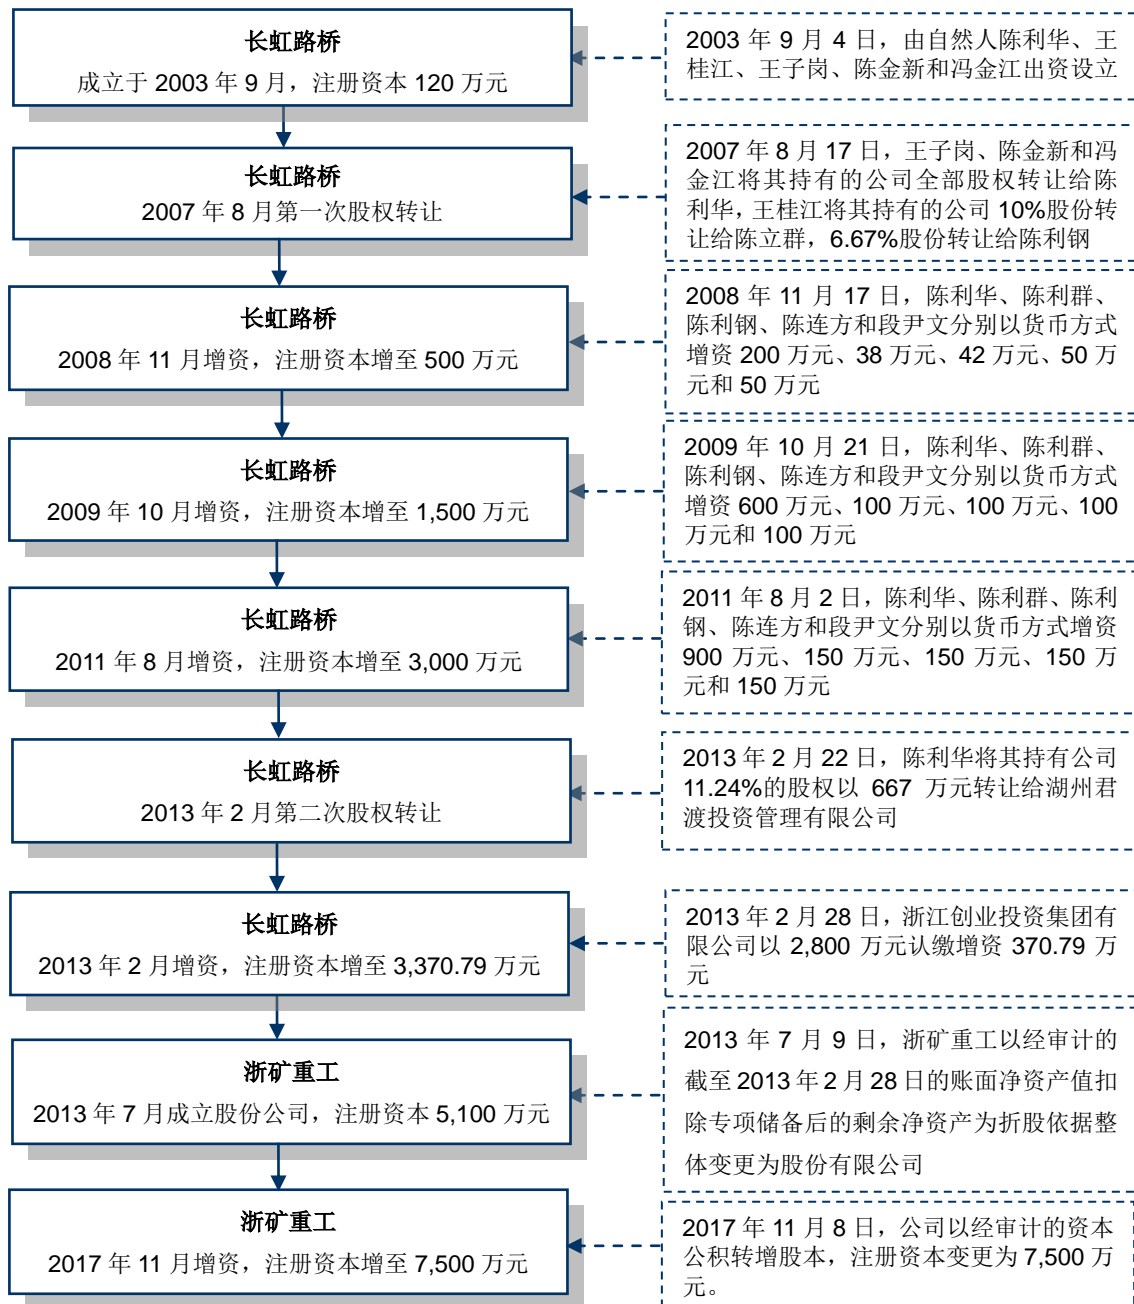 长虹路桥
成立于 2003 年 9 月，注册资本 120 万元
2003 年 9 月 4 日，由自然人陈利华、王
桂江、王子岗、陈金新和冯金江出资设立
长虹路桥
2007 年 8 月第一次股权转让
2007 年 8 月 17 日，王子岗、陈金新和冯
金江将其持有的公司全部股权转让给陈
利华，王桂江将其持有的公司 10%股份转
让给陈立群，6.67%股份转让给陈利钢
长虹路桥
2008 年 11 月增资，注册资本增至 500 万元
2008 年 11 月 17 日，陈利华、陈利群、
陈利钢、陈连方和段尹文分别以货币方式
增资 200 万元、38 万元、42 万元、50 万
元和 50 万元
长虹路桥
2009 年 10 月增资，注册资本增至 1,500 万元
2009 年 10 月 21 日，陈利华、陈利群、
陈利钢、陈连方和段尹文分别以货币方式
增资 600 万元、100 万元、100 万元、100
万元和 100 万元
长虹路桥
2011 年 8 月增资，注册资本增至 3,000 万元
2011 年 8 月 2 日，陈利华、陈利群、陈利
钢、陈连方和段尹文分别以货币方式增资
900 万元、150 万元、150 万元、150 万
元和 150 万元
长虹路桥
2013 年 2 月第二次股权转让
2013 年 2 月 22 日，陈利华将其持有公司
11.24%的股权以 667 万元转让给湖州君
渡投资管理有限公司
长虹路桥
2013 年 2 月增资，注册资本增至 3,370.79 万元
2013 年 2 月 28 日，浙江创业投资集团有
限公司以 2,800 万元认缴增资 370.79 万
元
浙矿重工
2013 年 7 月成立股份公司，注册资本 5,100 万元
2013 年 7 月 9 日，浙矿重工以经审计的
截至 2013 年 2 月 28 日的账面净资产值扣
除专项储备后的剩余净资产为折股依据整
体变更为股份有限公司
浙矿重工
2017 年 11 月增资，注册资本增至 7,500 万元
2017 年 11 月 8 日，公司以经审计的资本
公积转增股本，注册资本变更为 7,500 万
元。